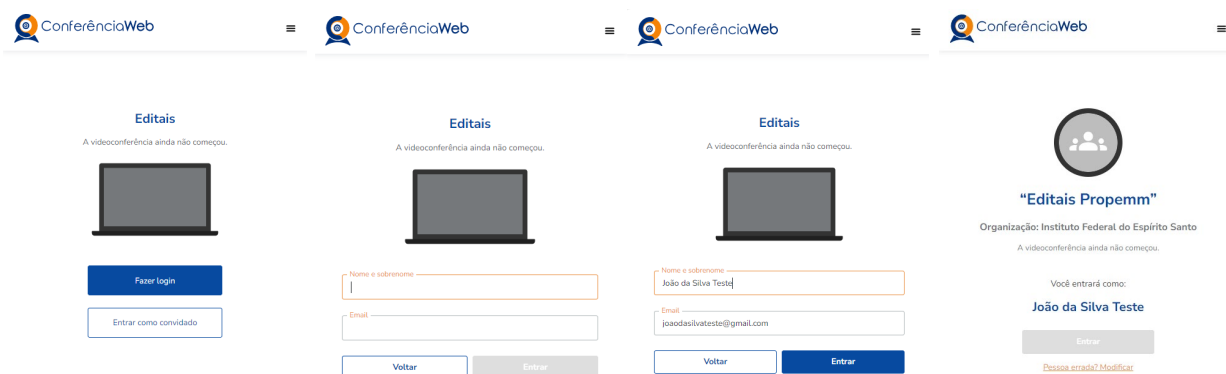 ConferênciaWeb
Editais
A videoconferência ainda não começou.
Fazer login
Entrar como convidado
ConferênciaWeb
Editais
A videoconferência ainda não começou.
Nome e sobrenome
Email
Voltar
Entrar
ConferênciaWeb
Editais
A videoconferência ainda não começou.
Nome e sobrenome
João da Silva Teste
Email
joaodasilvateste@gmail.com
Voltar
Entrar
ConferênciaWeb
“Editais Propemm”
Organização: Instituto Federal do Espírito Santo
A videoconferência ainda não começou.
Você entrará como:
João da Silva Teste
Entrar
Pessoa errada? Modificar